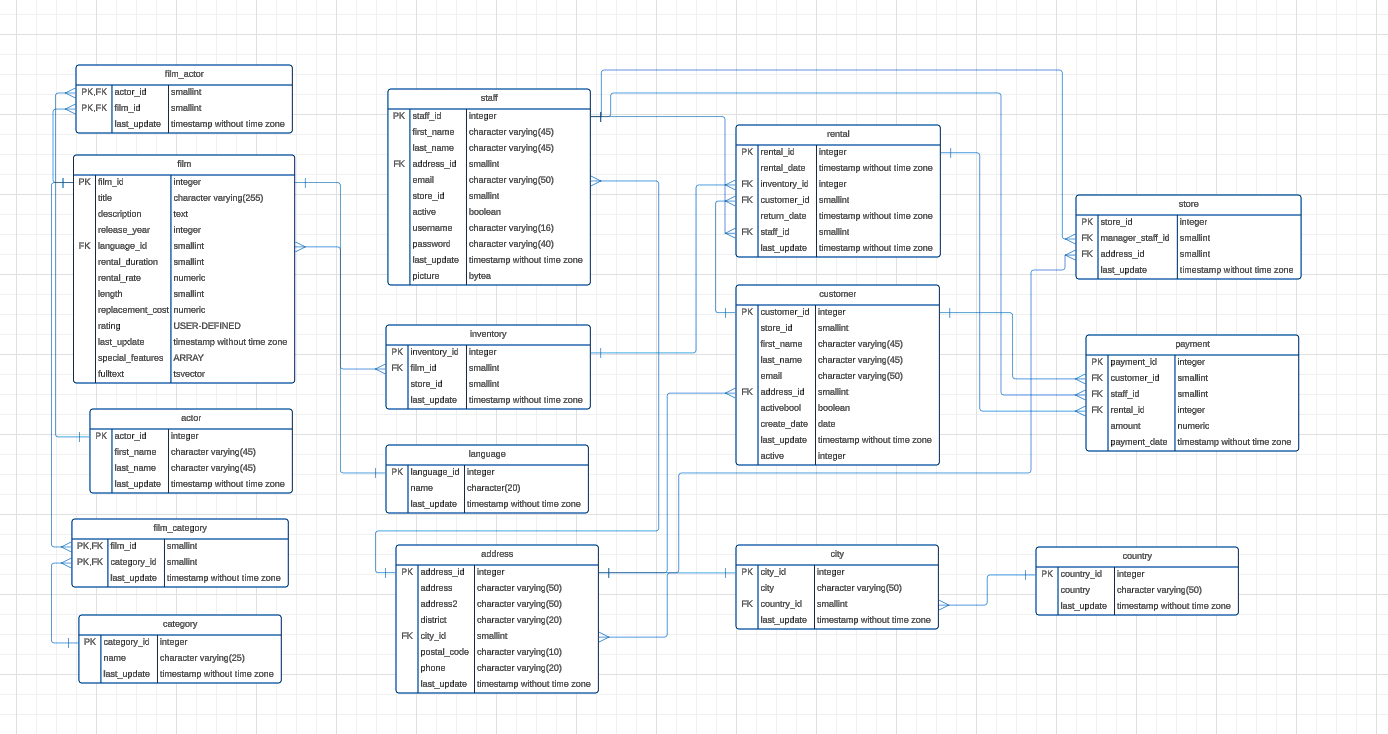 film_actor
PK,FK actor_id smallint
PK,FK film_id smallint
last_update timestamp without time zone
film
PK film_id integer
title character varying(255)
description text
release_year integer
FK language_id smallint
rental_duration smallint
rental_rate numeric
length smallint
replacement_cost numeric
rating USER-DEFINED
last_update timestamp without time zone
special_features ARRAY
fulltext tsvector
actor
PK actor_id integer
first_name character varying(45)
last_name character varying(45)
last_update timestamp without time zone
film_category
PK,FK film_id smallint
PK,FK category_id smallint
last_update timestamp without time zone
category
PK category_id integer
name character varying(25)
last_update timestamp without time zone
staff
PK staff_id integer
first_name character varying(45)
last_name character varying(45)
FK address_id smallint
email character varying(50)
store_id smallint
active boolean
username character varying(16)
password character varying(40)
last_update timestamp without time zone
picture bytea
inventory
PK inventory_id integer
FK film_id smallint
store_id smallint
last_update timestamp without time zone
language
PK language_id integer
name character(20)
last_update timestamp without time zone
address
PK address_id integer
address character varying(50)
address2 character varying(50)
district character varying(20)
FK city_id smallint
postal_code character varying(10)
phone character varying(20)
last_update timestamp without time zone
rental
PK rental_id integer
rental_date timestamp without time zone
FK inventory_id integer
FK customer_id smallint
return_date timestamp without time zone
FK staff_id smallint
last_update timestamp without time zone
customer
PK customer_id integer
store_id smallint
first_name character varying(45)
last_name character varying(45)
email character varying(50)
FK address_id smallint
activebool boolean
create_date date
last_update timestamp without time zone
active integer
city
PK city_id integer
city character varying(50)
FK country_id smallint
last_update timestamp without time zone
store
PK store_id integer
FK manager_staff_id smallint
FK address_id smallint
last_update timestamp without time zone
payment
PK payment_id integer
FK customer_id smallint
FK staff_id smallint
FK rental_id integer
amount numeric
payment_date timestamp without time zone
country
PK country_id integer
country character varying(50)
last_update timestamp without time zone